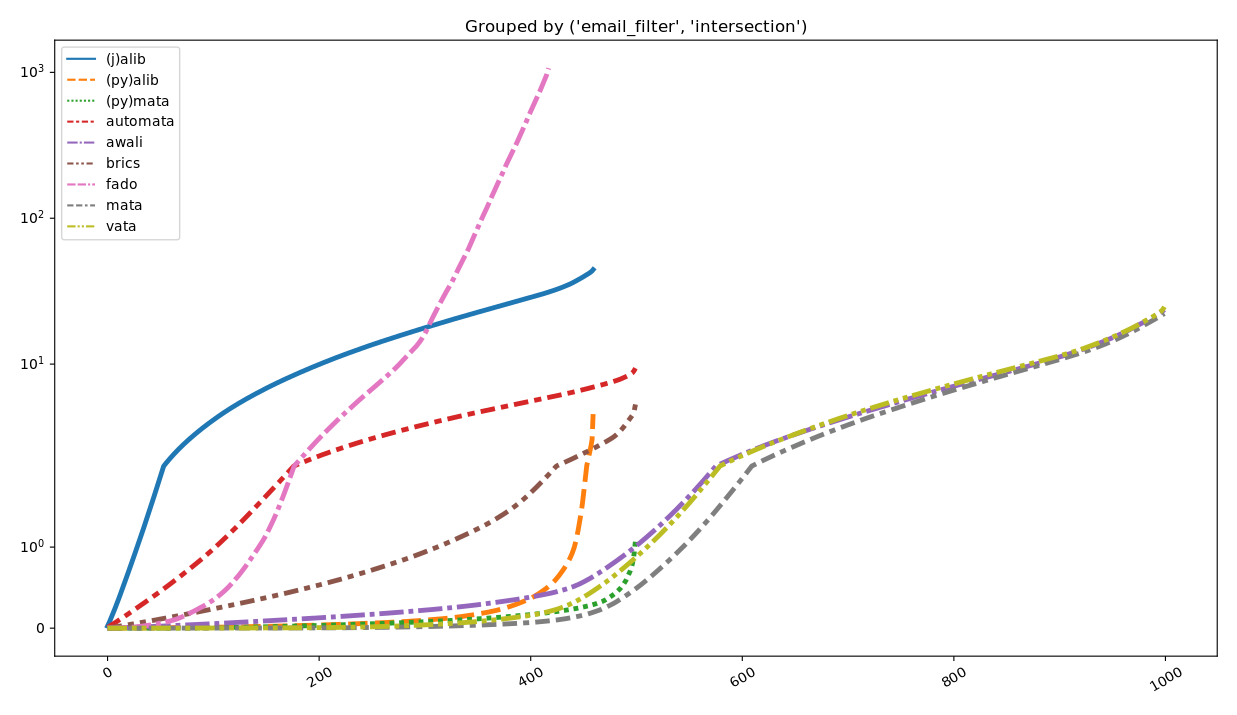 Grouped by ('email_filter', 'intersection')
(j)alib
(py)alib
(py)mata
automata
awali
brics
fado
mata
vata
10³
10²
10¹
10⁰
0
0
200
400
600
800
1000